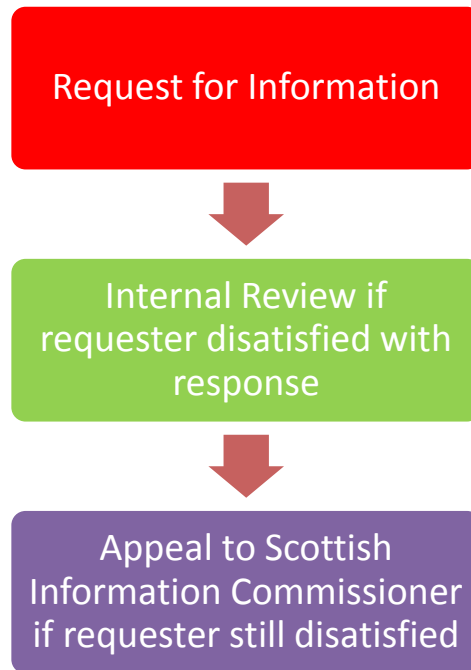 Request for Information
Internal Review if
requester disatisfied with
response
Appeal to Scottish
Information Commissioner
if requester still disatisfied